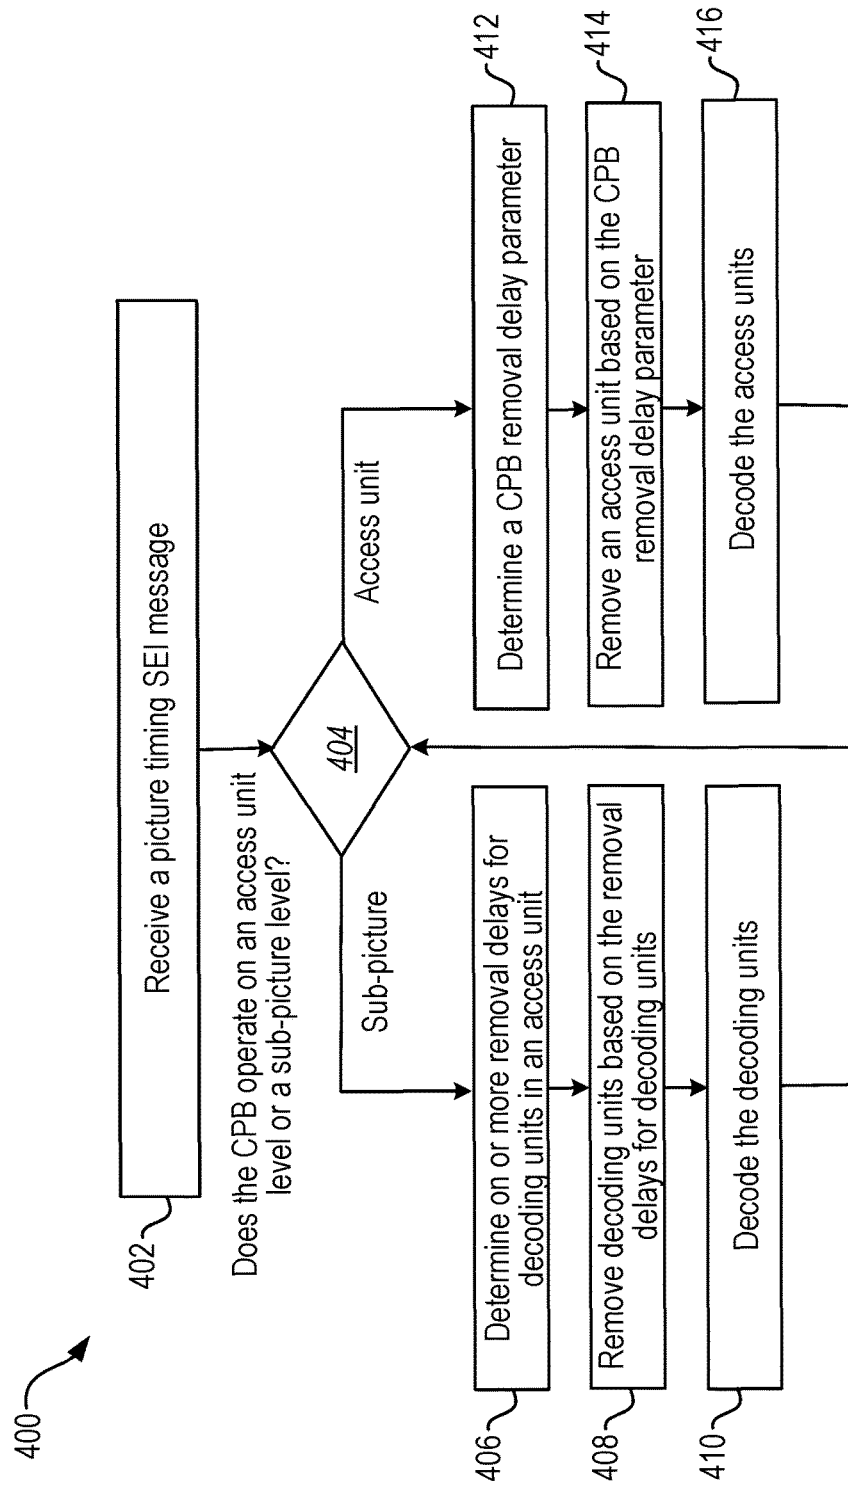 400
402
Receive a picture timing SEI message
Does the CPB operate on an access unit
level or a sub-picture level?
404
Sub-picture
Access unit
406
Determine on or more removal delays for
decoding units in an access unit
408
Remove decoding units based on the removal
delays for decoding units
410
Decode the decoding units
412
Determine a CPB removal delay parameter
414
Remove an access unit based on the CPB
removal delay parameter
416
Decode the access units